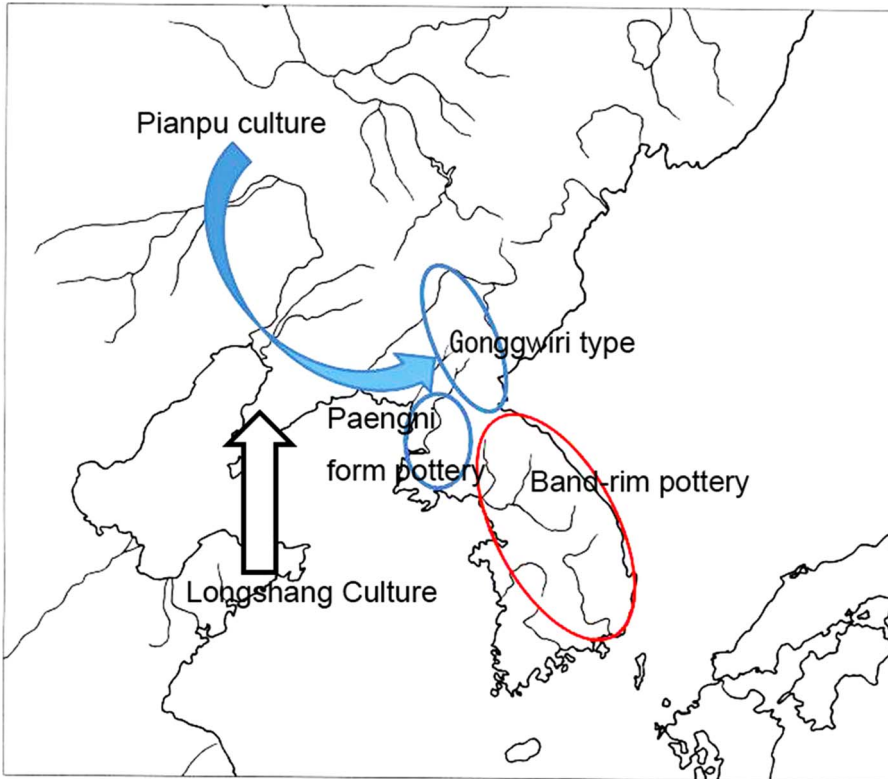 Pianpu culture
Gonggwiri type
Paengni
form pottery
Band-rim pottery
Longshang Culture